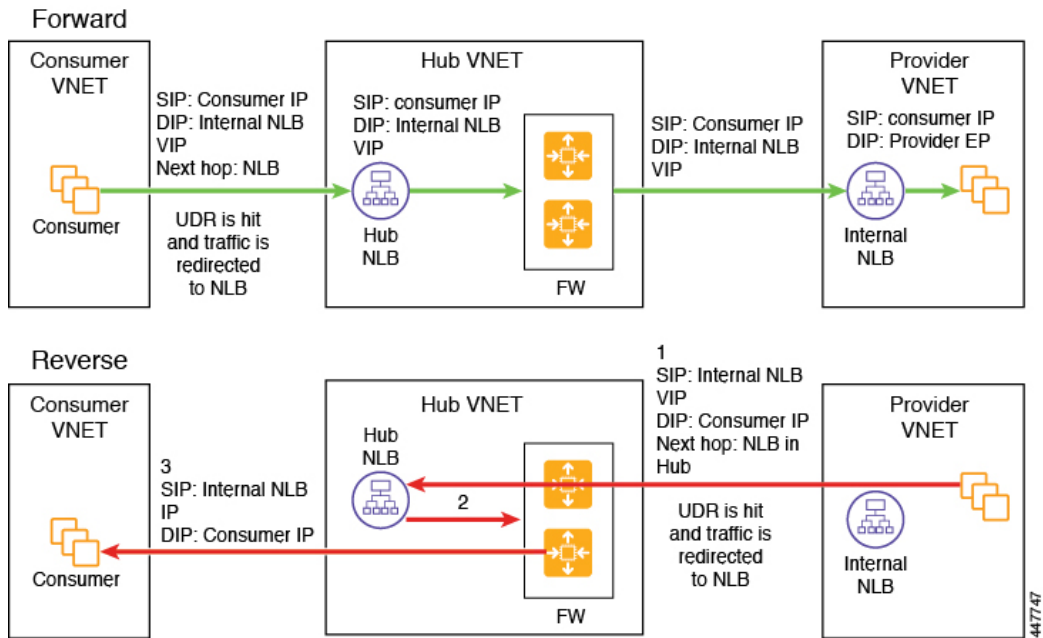 Forward
Consumer
VNET
SIP: Consumer IP
DIP: Internal NLB
VIP
Next hop: NLB
Consumer
UDR is hit
and traffic is
redirected
to NLB
Hub VNET
SIP: consumer IP
DIP: Internal NLB
VIP
Hub
NLB
FW
SIP: Consumer IP
DIP: Internal NLB
VIP
Provider
VNET
SIP: consumer IP
DIP: Provider EP
Internal
NLB
Reverse
Consumer
VNET
3
SIP: Internal NLB
IP
DIP: Consumer IP
Consumer
Hub VNET
Hub
NLB
2
FW
1
SIP: Internal NLB
VIP
DIP: Consumer IP
Next hop: NLB in
Hub
UDR is hit
and traffic is
redirected
to NLB
Provider
VNET
Internal
NLB
447747